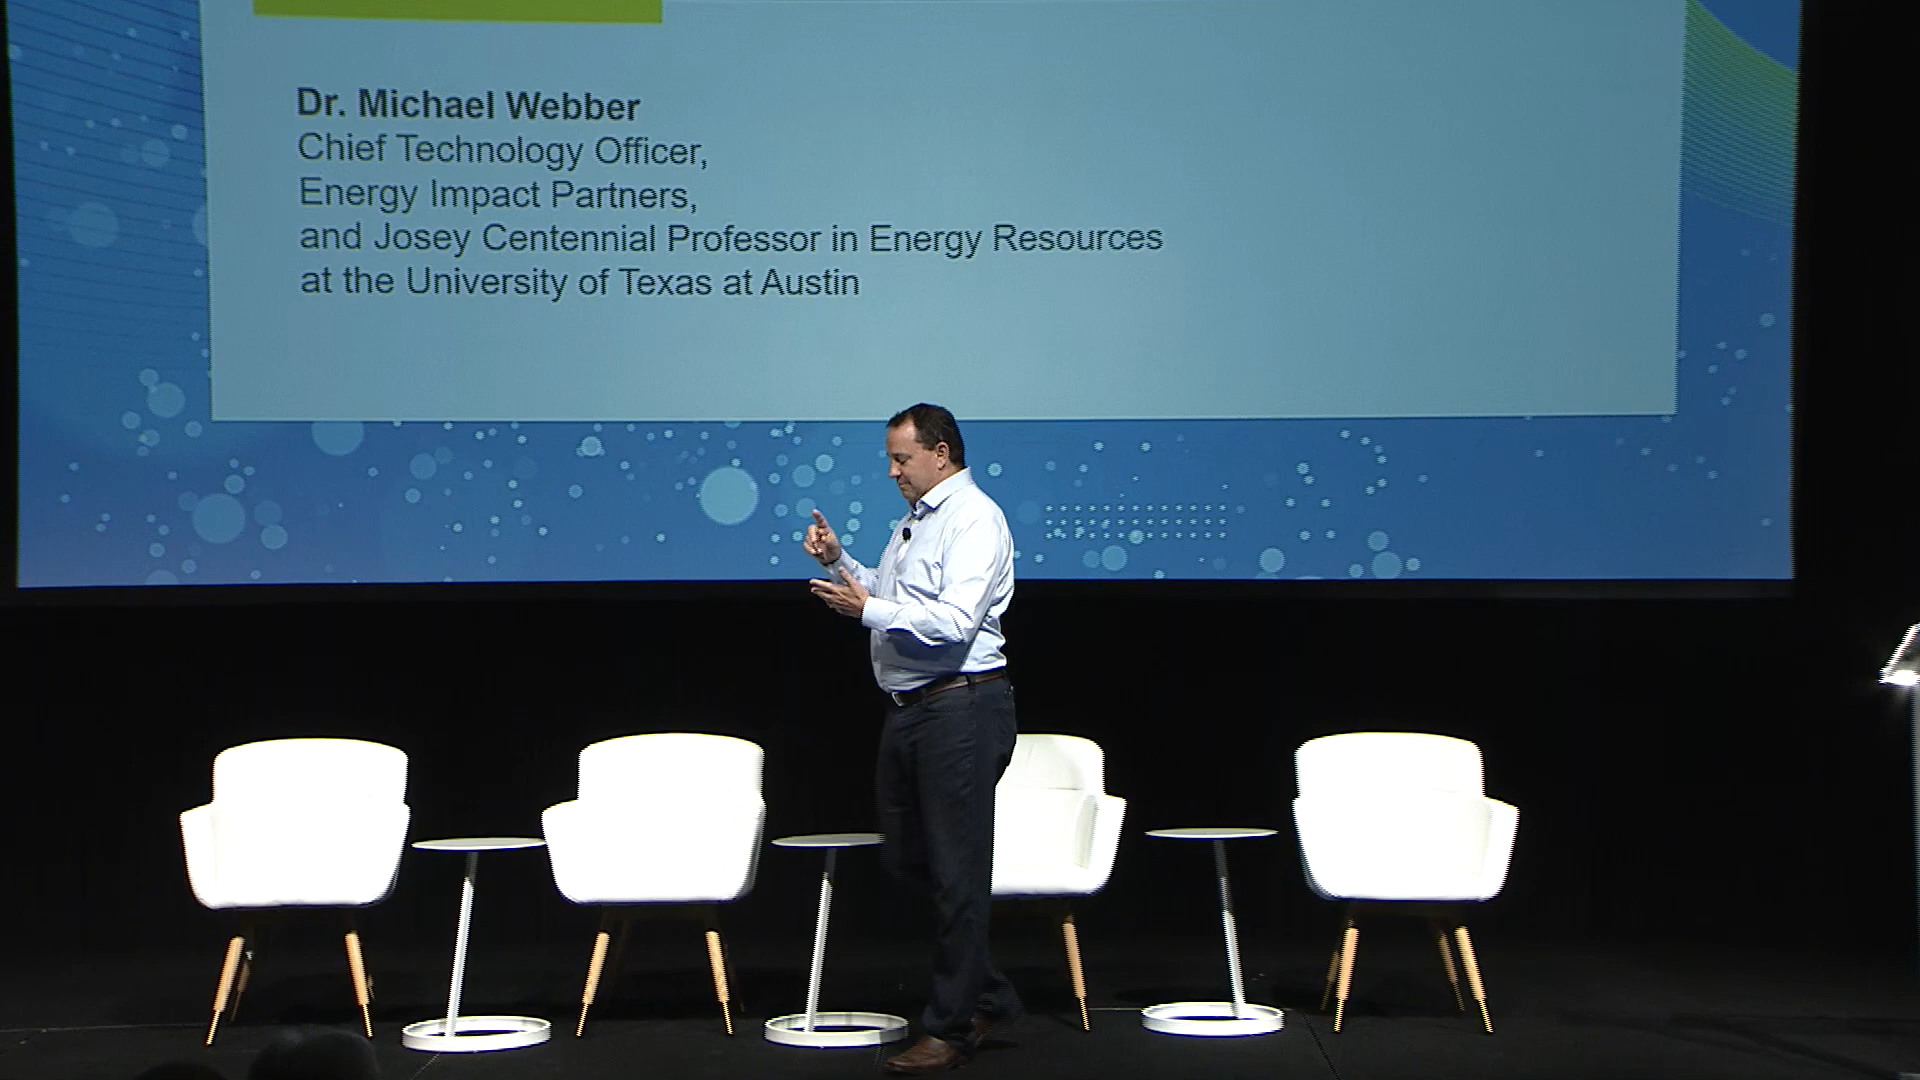 Dr. Michael Webber
Chief Technology Officer,
Energy Impact Partners,
and Josey Centennial Professor in Energy Resources
at the University of Texas at Austin